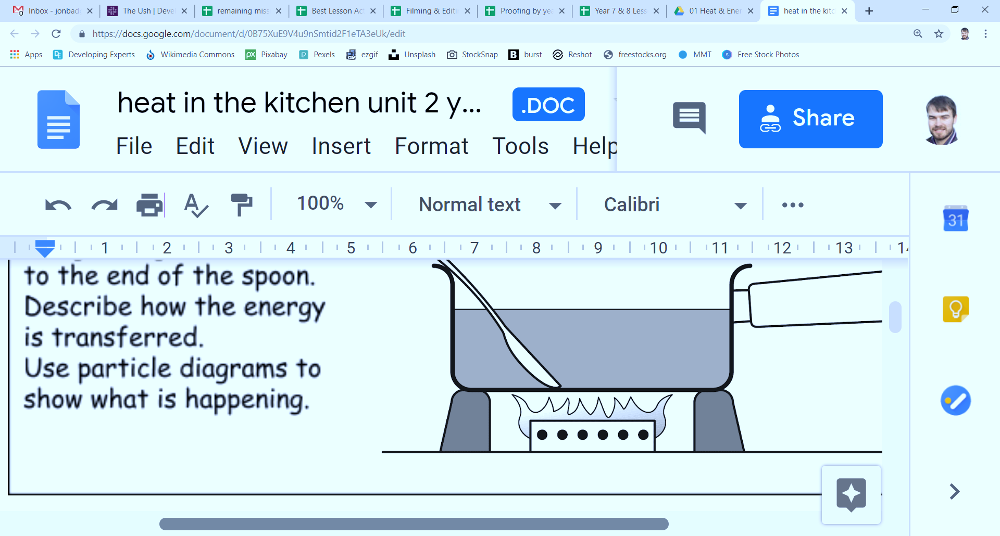 Inbox - jonbad
The Ush | Devel
remaining miss
Best Lesson Act
Filming & Editi
Proofing by yea
Year 7 & 8 Less
01 Heat & Ener
heat in the kitc
https://docs.google.com/document/d/0B75XuE9V4u9nSmtid2F1eTA3eUk/edit
Apps
Developing Experts
Wikimedia Commons
Pixabay
Pexels
ezgif
Unsplash
StockSnap
burst
Reshot
freestocks.org
MMT
Free Stock Photos
heat in the kitchen unit 2 y...
.DOC
Share
File Edit View Insert Format Tools Help
100%
Normal text
Calibri
31
1 2 3 4 5 6 7 8 9 10 11 12 13
to the end of the spoon.
Describe how the energy
is transferred.
Use particle diagrams to
show what is happening.